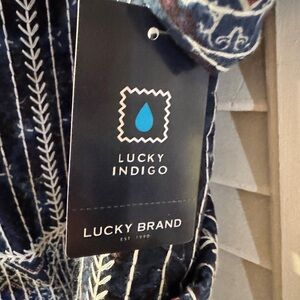 LUCKY
INDIGO
LUCKY BRAND
EST 1990